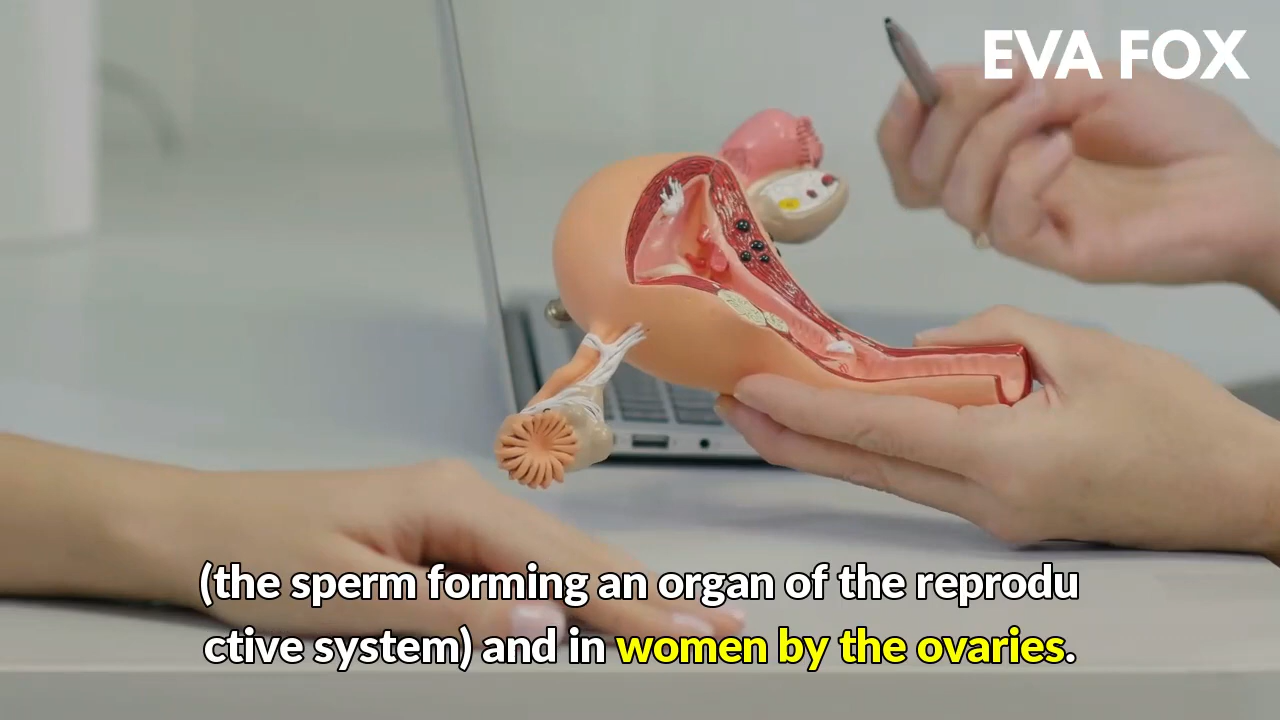 EVA FOX
(the sperm forming an organ of the reprodu
ctive system) and in women by the ovaries.